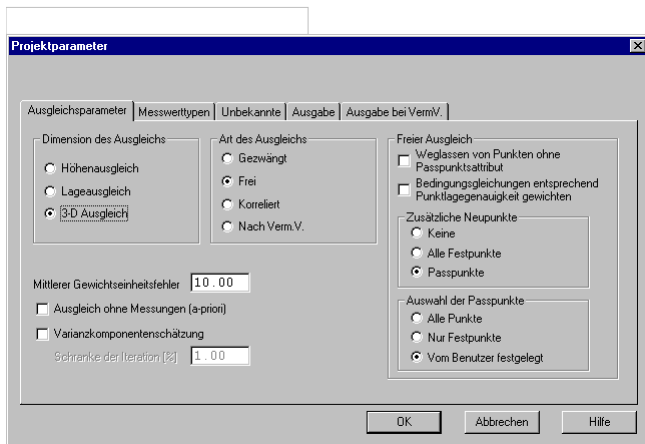 Projektparameter
Ausgleichsparameter
Messwerttypen
Unbekannte
Ausgabe
Ausgabe bei VermV.
Dimension des Ausgleichs
Höhenausgleich
Lageausgleich
3-D Ausgleich
Art des Ausgleichs
Gezwängt
Frei
Korreliert
Nach Verm.V.
Freier Ausgleich
Weglassen von Punkten ohne
Passpunktsattribut
Bedingungsgleichungen entsprechend
Punktlagegenauigkeit gewichten
Zusätzliche Neupunkte
Keine
Alle Festpunkte
Passpunkte
Auswahl der Passpunkte
Alle Punkte
Nur Festpunkte
Vom Benutzer festgelegt
Mittlerer Gewichtseinheitsfehler 10.00
Ausgleich ohne Messungen (a-priori)
Varianzkomponentenschätzung
Schranke der Iteration [%] 1.00
OK
Abbrechen
Hilfe